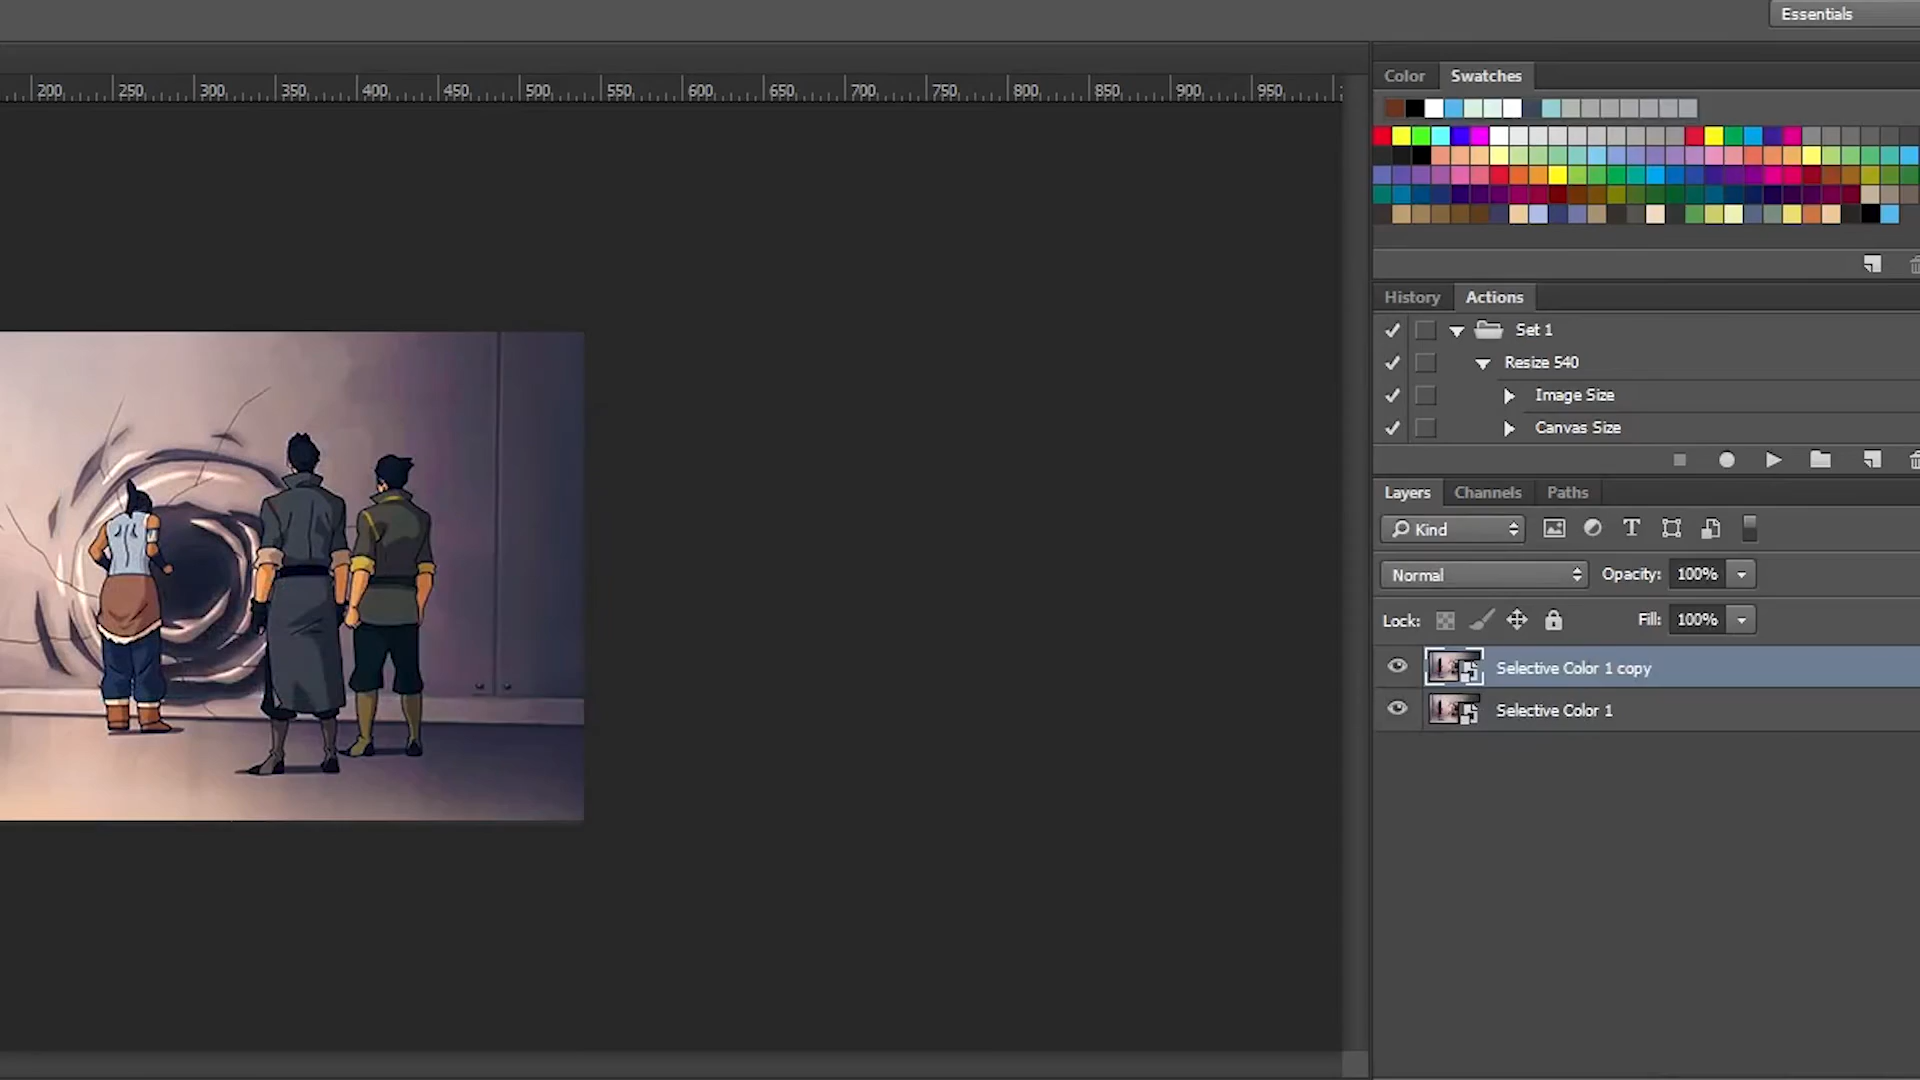 Essentials
Color Swatches
200 250 300 350 400 450 500 550 600 650 700 750 800 850 900 950
History Actions
Set 1
Resize 540
Image Size
Canvas Size
Layers Channels Paths
Kind
Normal Opacity: 100%
Lock: Fill: 100%
Selective Color 1 copy
Selective Color 1